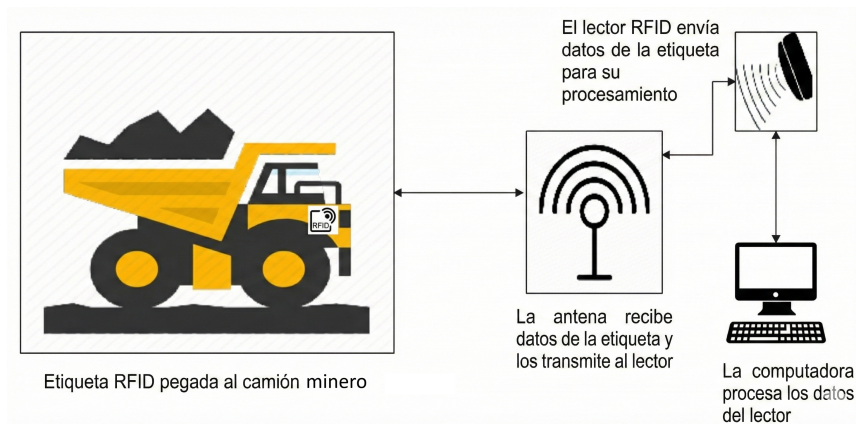 El lector RFID envía
datos de la etiqueta
para su
procesamiento
RFID
La antena recibe
datos de la etiqueta y
los transmite al lector
Etiqueta RFID pegada al camión minero
La computadora
procesa los datos
del lector